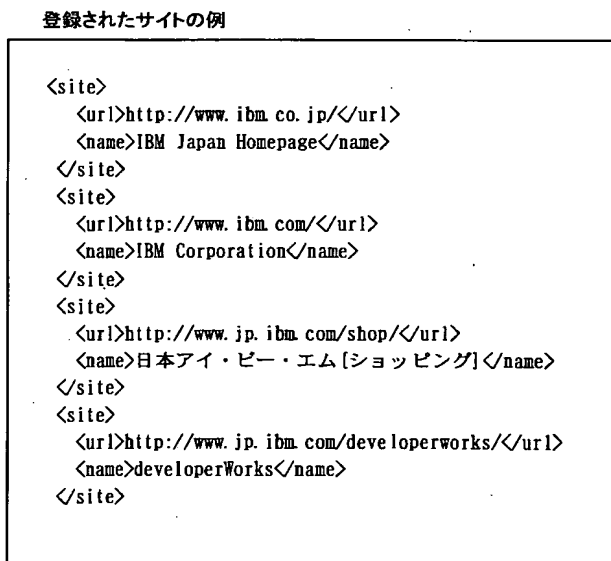 登録されたサイトの例
<site>
<url>http://www.ibm.co.jp/</url>
<name>IBM Japan Homepage</name>
</site>
<site>
<url>http://www.ibm.com/</url>
<name>IBM Corporation</name>
</site>
<site>
<url>http://www.jp.ibm.com/shop/</url>
<name>日本アイ・ビー・エム[ショッピング]</name>
</site>
<site>
<url>http://www.jp.ibm.com/developerworks/</url>
<name>developerWorks</name>
</site>